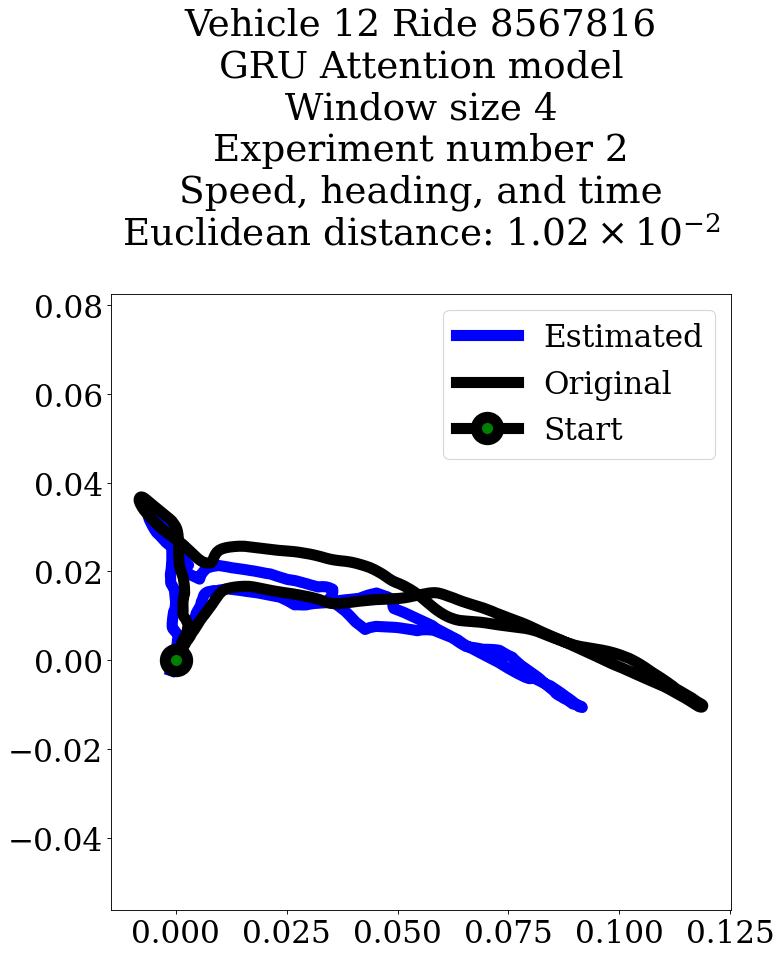 Vehicle 12 Ride 8567816
GRU Attention model
Window size 4
Experiment number 2
Speed, heading, and time
Euclidean distance: 1.02 × 10⁻²
Estimated
Original
Start
0.08
0.06
0.04
0.02
0.00
−0.02
−0.04
0.000 0.025 0.050 0.075 0.100 0.125